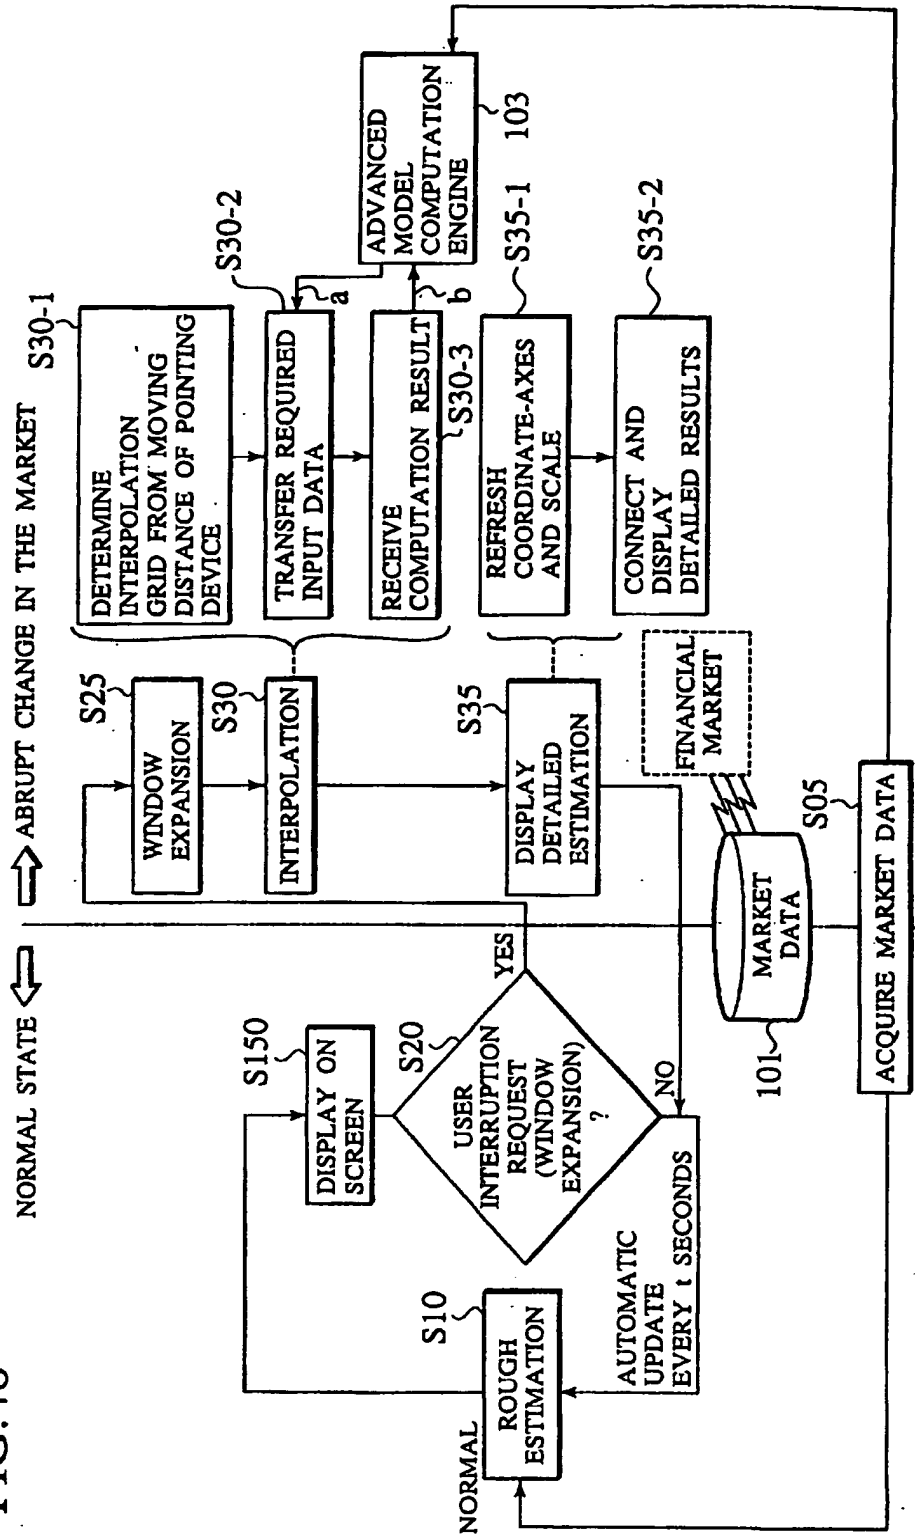 NORMAL STATE
ABRUPT CHANGE IN THE MARKET
NORMAL
S10
ROUGH
ESTIMATION
AUTOMATIC
UPDATE
EVERY t SECONDS
S150
DISPLAY ON
SCREEN
S20
USER
INTERRUPTION
REQUEST
(WINDOW
EXPANSION)
?
YES
NO
S25
WINDOW
EXPANSION
S30
INTERPOLATION
S35
DISPLAY
DETAILED
ESTIMATION
S30-1
DETERMINE
INTERPOLATION
GRID FROM MOVING
DISTANCE OF POINTING
DEVICE
S30-2
TRANSFER REQUIRED
INPUT DATA
RECEIVE
COMPUTATION RESULT
S30-3
a
b
ADVANCED
MODEL
COMPUTATION
ENGINE
103
S35-1
REFRESH
COORDINATE-AXES
AND SCALE
S35-2
CONNECT AND
DISPLAY
DETAILED RESULTS
FINANCIAL
MARKET
MARKET
DATA
101
S05
ACQUIRE MARKET DATA